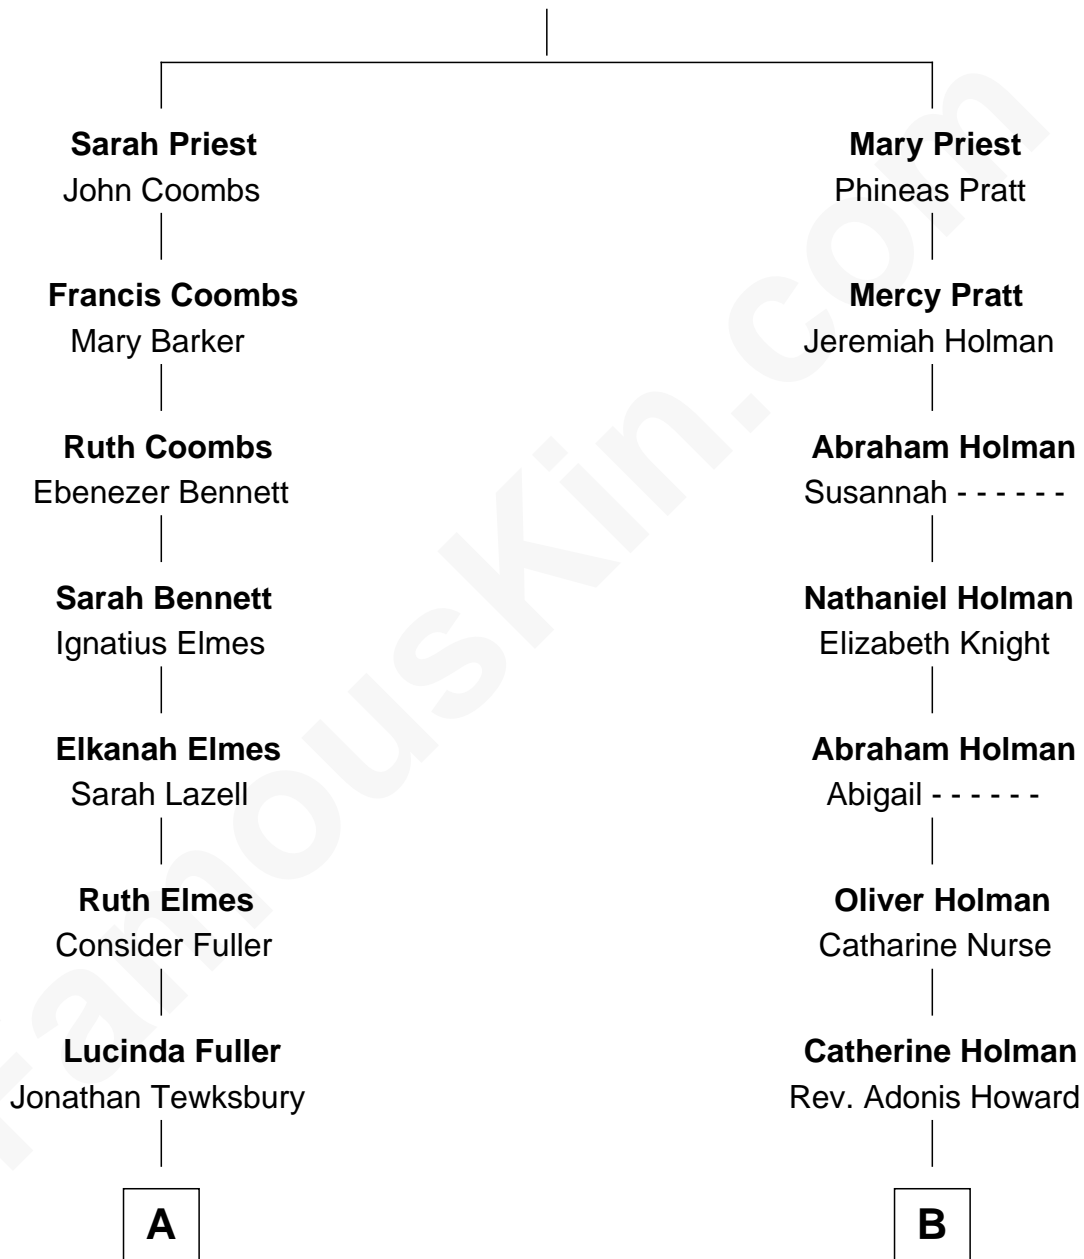 Sarah Priest
John Coombs
Francis Coombs
Mary Barker
Ruth Coombs
Ebenezer Bennett
Sarah Bennett
Ignatius Elmes
Elkanah Elmes
Sarah Lazell
Ruth Elmes
Consider Fuller
Lucinda Fuller
Jonathan Tewksbury
A
Mary Priest
Phineas Pratt
Mercy Pratt
Jeremiah Holman
Abraham Holman
Susannah - - - - - -
Nathaniel Holman
Elizabeth Knight
Abraham Holman
Abigail - - - - - -
Oliver Holman
Catharine Nurse
Catherine Holman
Rev. Adonis Howard
B
FamousKin.com